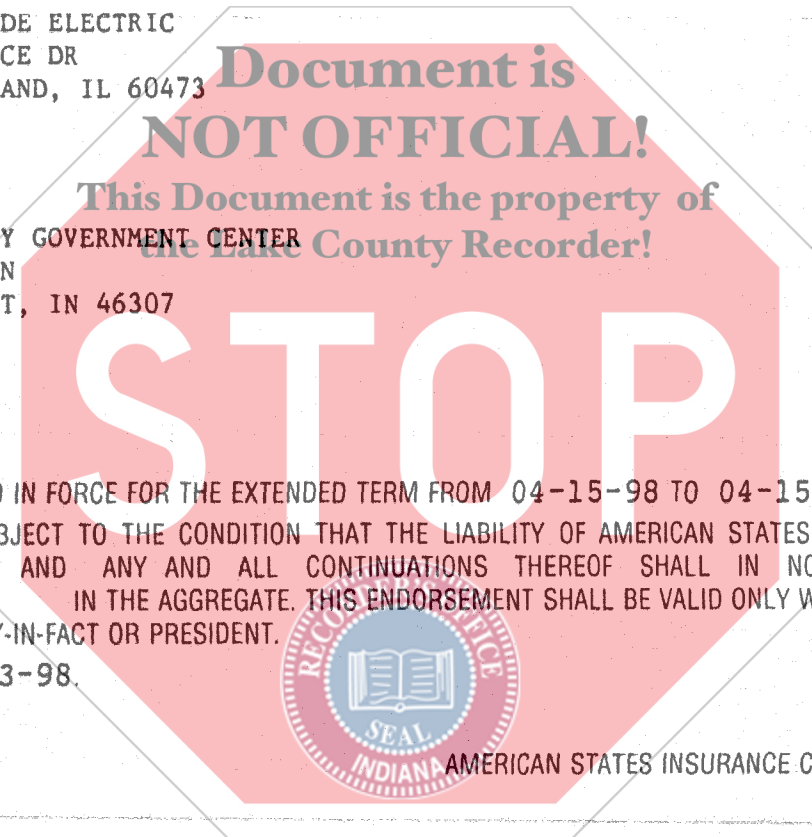 DE ELECTRIC
CE DR
AND, IL 60473
Document is
NOT OFFICIAL!
This Document is the property of
the Lake County Recorder!
Y GOVERNMENT CENTER
N
T, IN 46307
STOP
IN FORCE FOR THE EXTENDED TERM FROM 04-15-98 TO 04-15
BJECT TO THE CONDITION THAT THE LIABILITY OF AMERICAN STATES
AND ANY AND ALL CONTINUATIONS THEREOF SHALL IN NO
IN THE AGGREGATE. THIS ENDORSEMENT SHALL BE VALID ONLY W
Y-IN-FACT OR PRESIDENT.
3-98.
RECORDER'S OFFICE
SEAL
INDIANA
AMERICAN STATES INSURANCE C